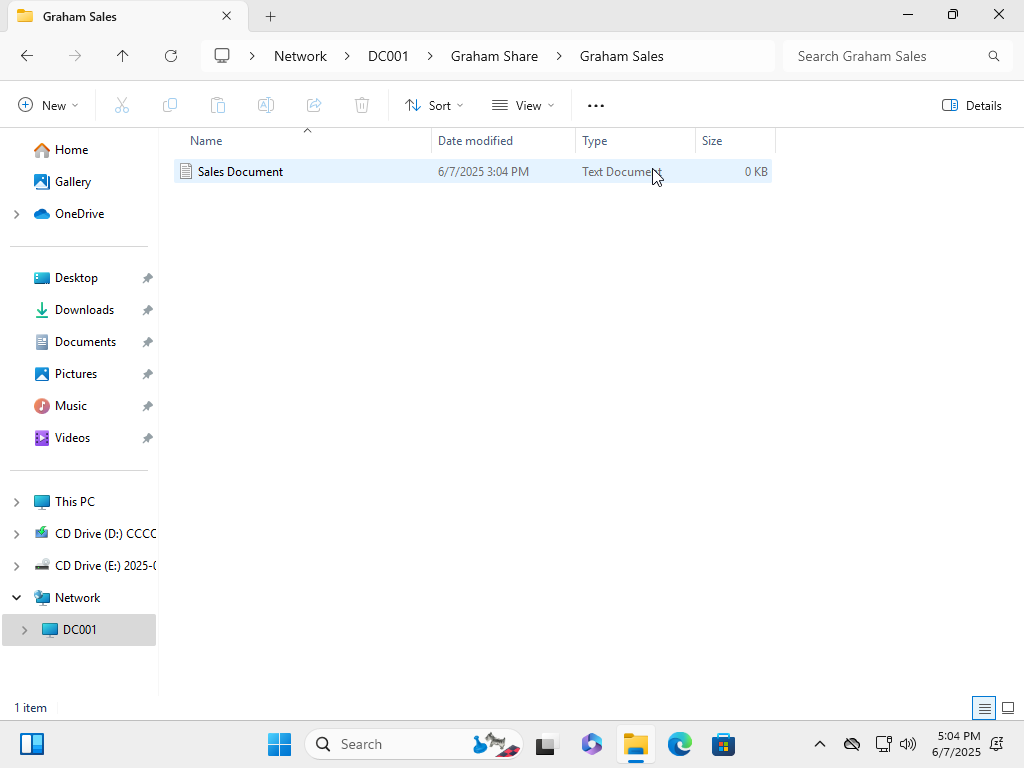 Graham Sales
Network
DC001
Graham Share
Graham Sales
Search Graham Sales
New
Sort
View
Details
Name
Date modified
Type
Size
Sales Document
6/7/2025 3:04 PM
Text Document
0 KB
Home
Gallery
OneDrive
Desktop
Downloads
Documents
Pictures
Music
Videos
This PC
CD Drive (D:) CCCC
CD Drive (E:) 2025-0
Network
DC001
1 item
Search
5:04 PM
6/7/2025